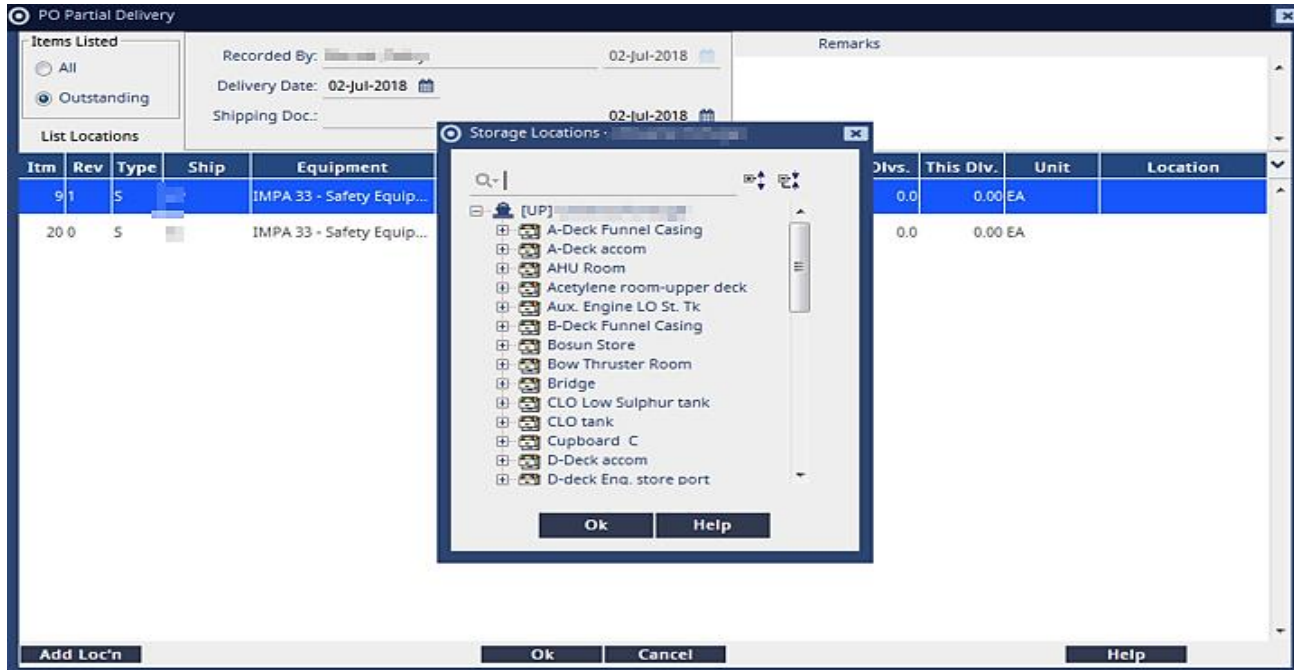 PO Partial Delivery
Items Listed
All
Outstanding
List Locations
Recorded By: 02-Jul-2018
Delivery Date: 02-Jul-2018
Shipping Doc.: 02-Jul-2018
Remarks
Itm Rev Type Ship Equipment Dlvs. This Dlv. Unit Location
9 1 S IMPA 33 - Safety Equip... 0.0 0.00 EA
20 0 S IMPA 33 - Safety Equip... 0.0 0.00 EA
Storage Locations -
[UP]
A-Deck Funnel Casing
A-Deck accom
AHU Room
Acetylene room-upper deck
Aux. Engine LO St. Tk
B-Deck Funnel Casing
Bosun Store
Bow Thruster Room
Bridge
CLO Low Sulphur tank
CLO tank
Cupboard C
D-Deck accom
D-deck Eng. store port
Ok Help
Add Loc'n Ok Cancel Help